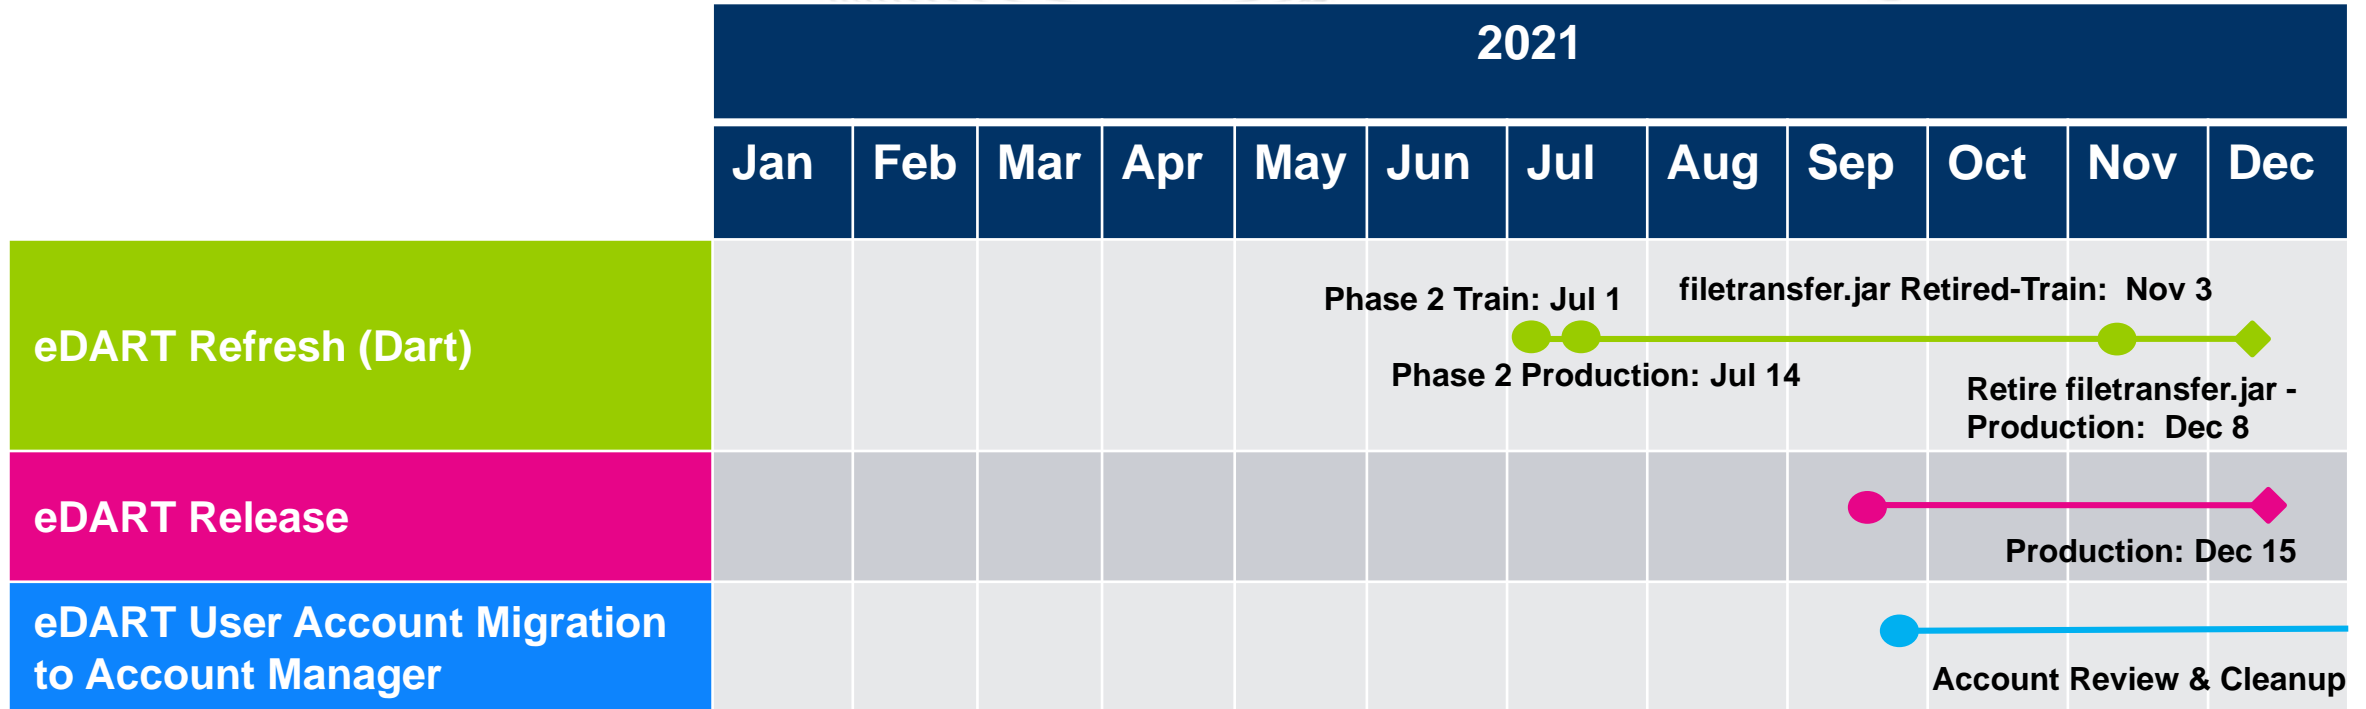 2021
Jan Feb Mar Apr May Jun Jul Aug Sep Oct Nov Dec
eDART Refresh (Dart)
Phase 2 Train: Jul 1
filetransfer.jar Retired-Train:  Nov 3
Phase 2 Production: Jul 14
Retire filetransfer.jar -
Production:  Dec 8
eDART Release
Production: Dec 15
eDART User Account Migration
to Account Manager
Account Review & Cleanup